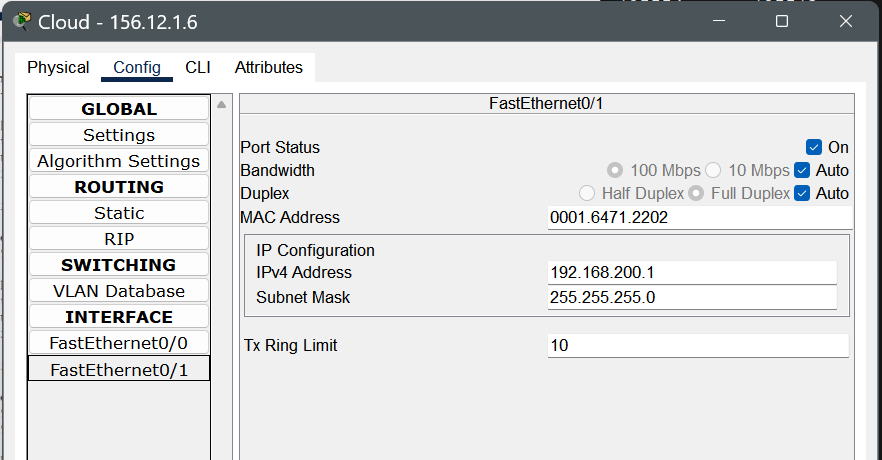 Cloud - 156.12.1.6
Physical Config CLI Attributes
GLOBAL
Settings
Algorithm Settings
ROUTING
Static
RIP
SWITCHING
VLAN Database
INTERFACE
FastEthernet0/0
FastEthernet0/1
FastEthernet0/1
Port Status On
Bandwidth 100 Mbps 10 Mbps Auto
Duplex Half Duplex Full Duplex Auto
MAC Address 0001.6471.2202
IP Configuration
IPv4 Address 192.168.200.1
Subnet Mask 255.255.255.0
Tx Ring Limit 10